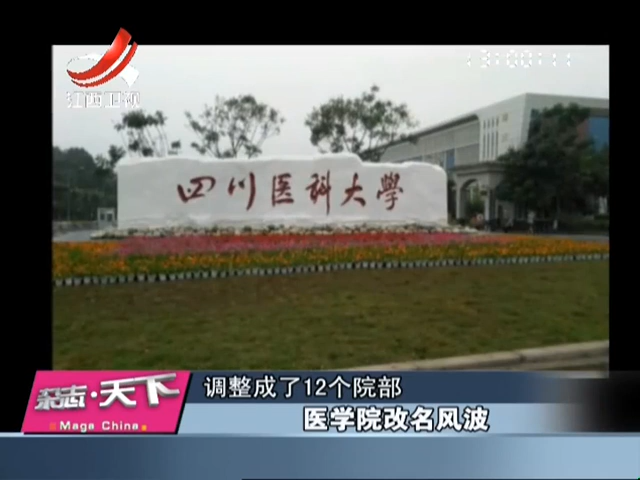 江西卫视
四川医科大學
杂志·天下
Maga China
调整成了12个院部
医学院改名风波